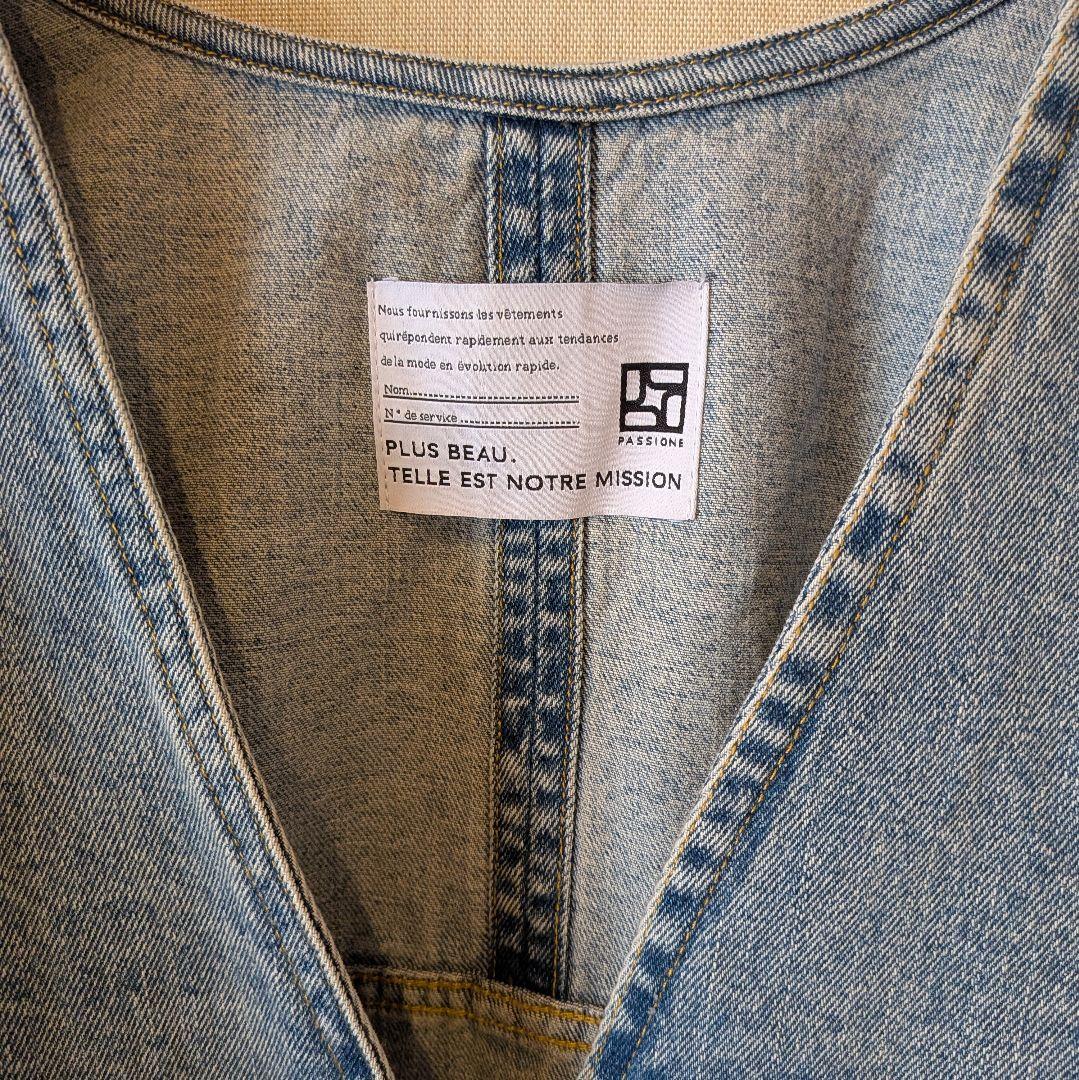 Nous fournissons les vêtements
quirépondent rapidement aux tendances
de la mode en évolution rapide.
Nom
N° de service
PASSIONE
PLUS BEAU.
TELLE EST NOTRE MISSION